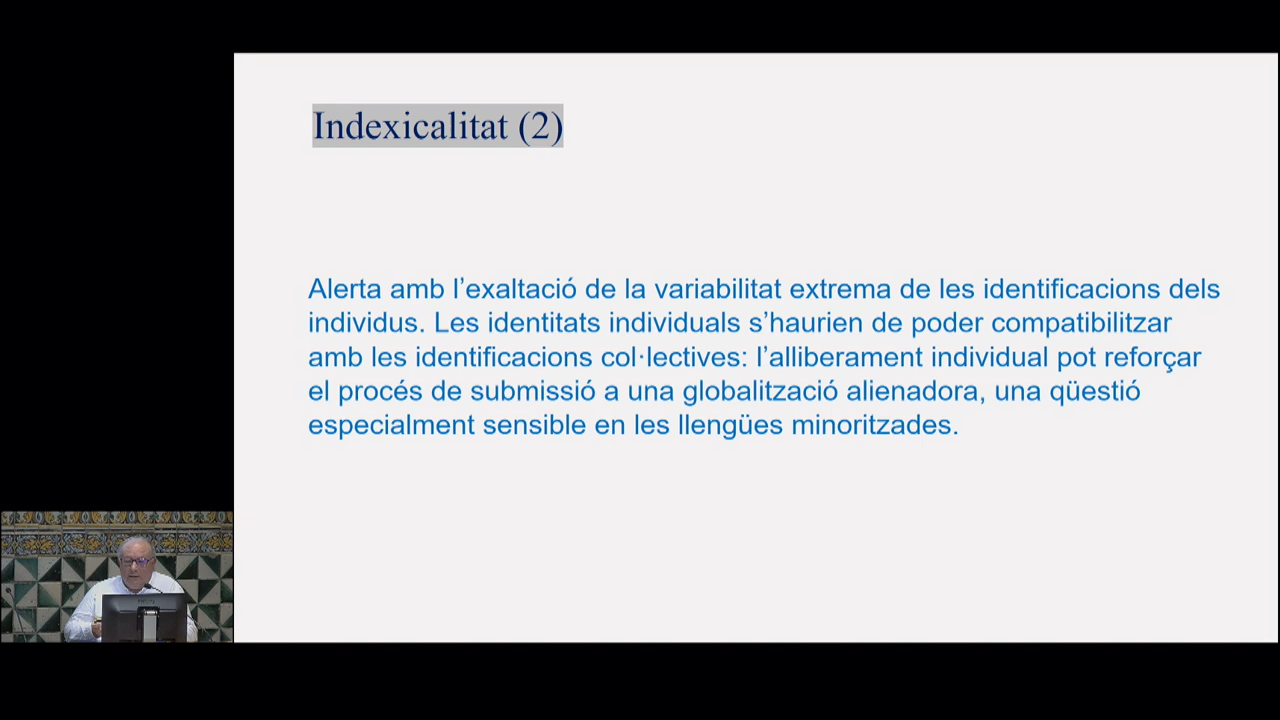 Indexicalitat (2)
Alerta amb l’exaltació de la variabilitat extrema de les identificacions dels
individus. Les identitats individuals s’haurien de poder compatibilitzar
amb les identificacions col·lectives: l’alliberament individual pot reforçar
el procés de submissió a una globalització alienadora, una qüestió
especialment sensible en les llengües minoritzades.